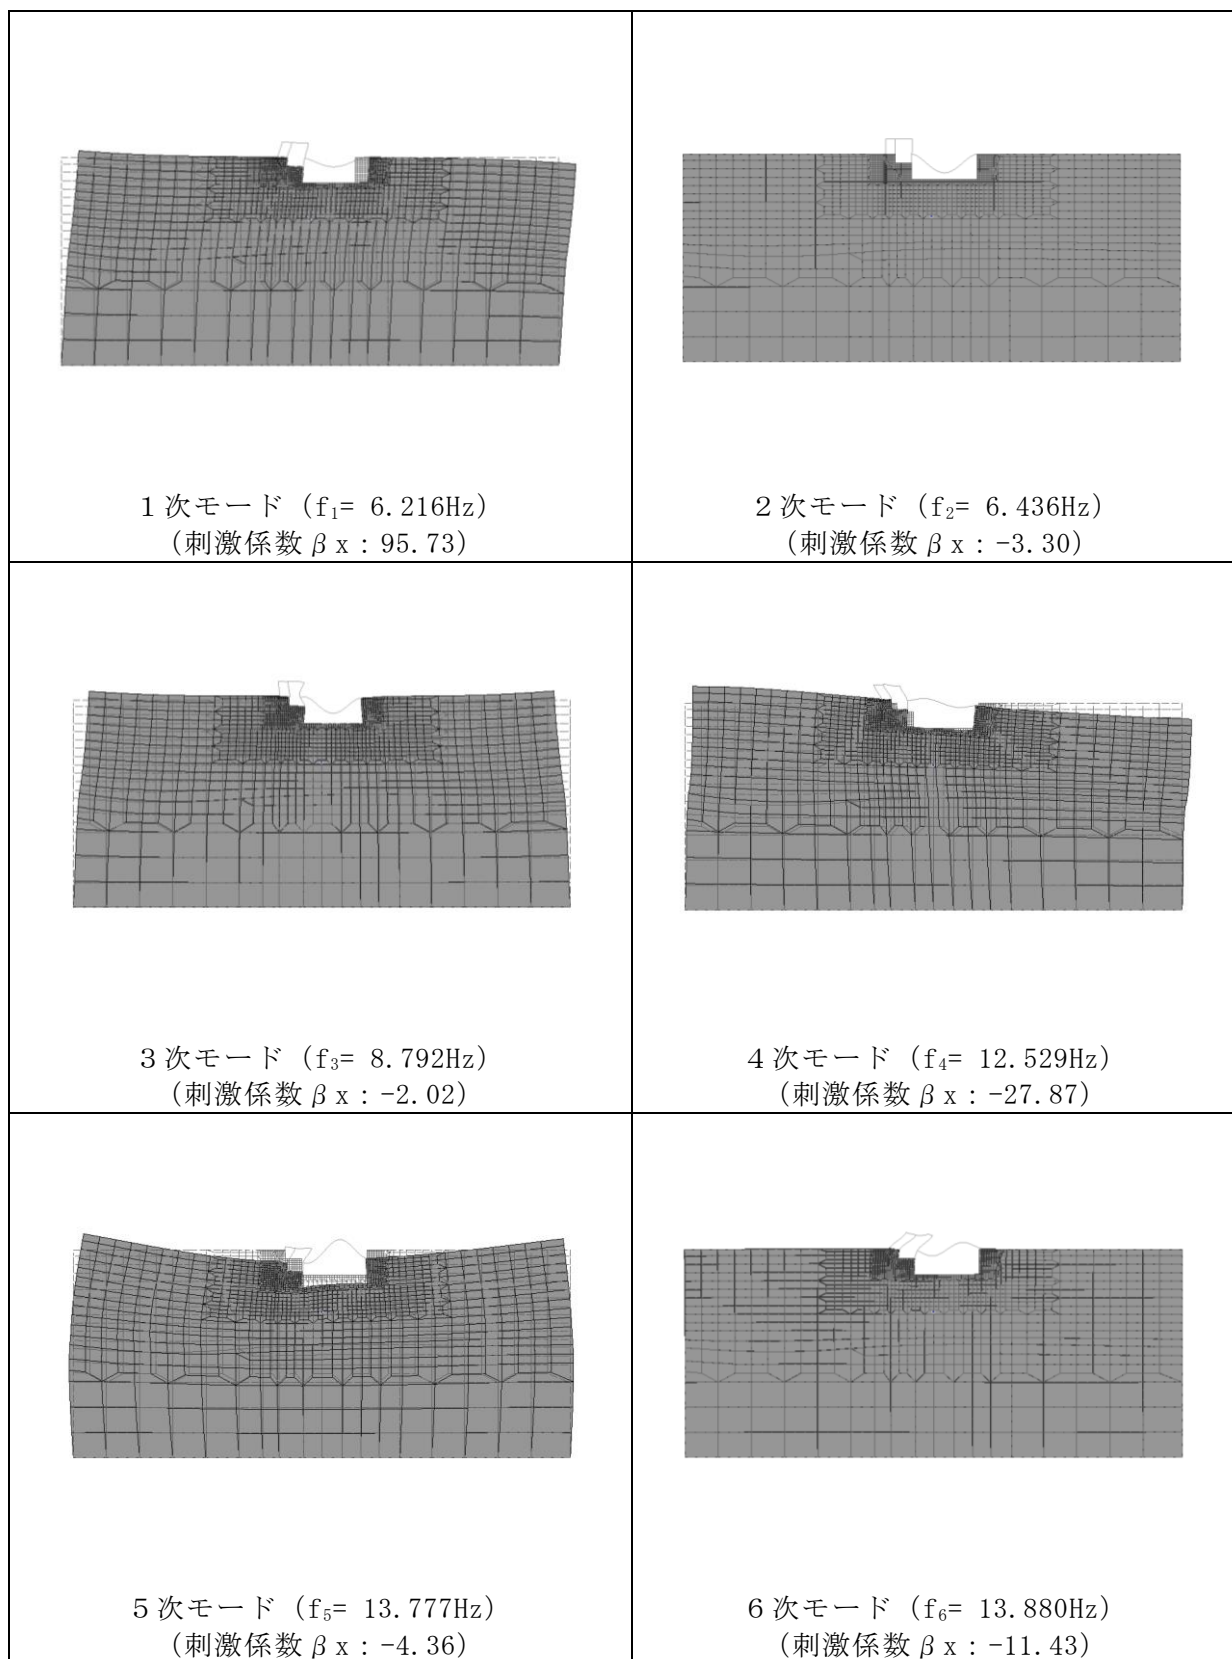 1次モード (f₁= 6.216Hz)
(刺激係数βx：95.73)
2次モード (f₂= 6.436Hz)
(刺激係数βx：-3.30)
3次モード (f₃= 8.792Hz)
(刺激係数βx：-2.02)
4次モード (f₄= 12.529Hz)
(刺激係数βx：-27.87)
5次モード (f₅= 13.777Hz)
(刺激係数βx：-4.36)
6次モード (f₆= 13.880Hz)
(刺激係数βx：-11.43)